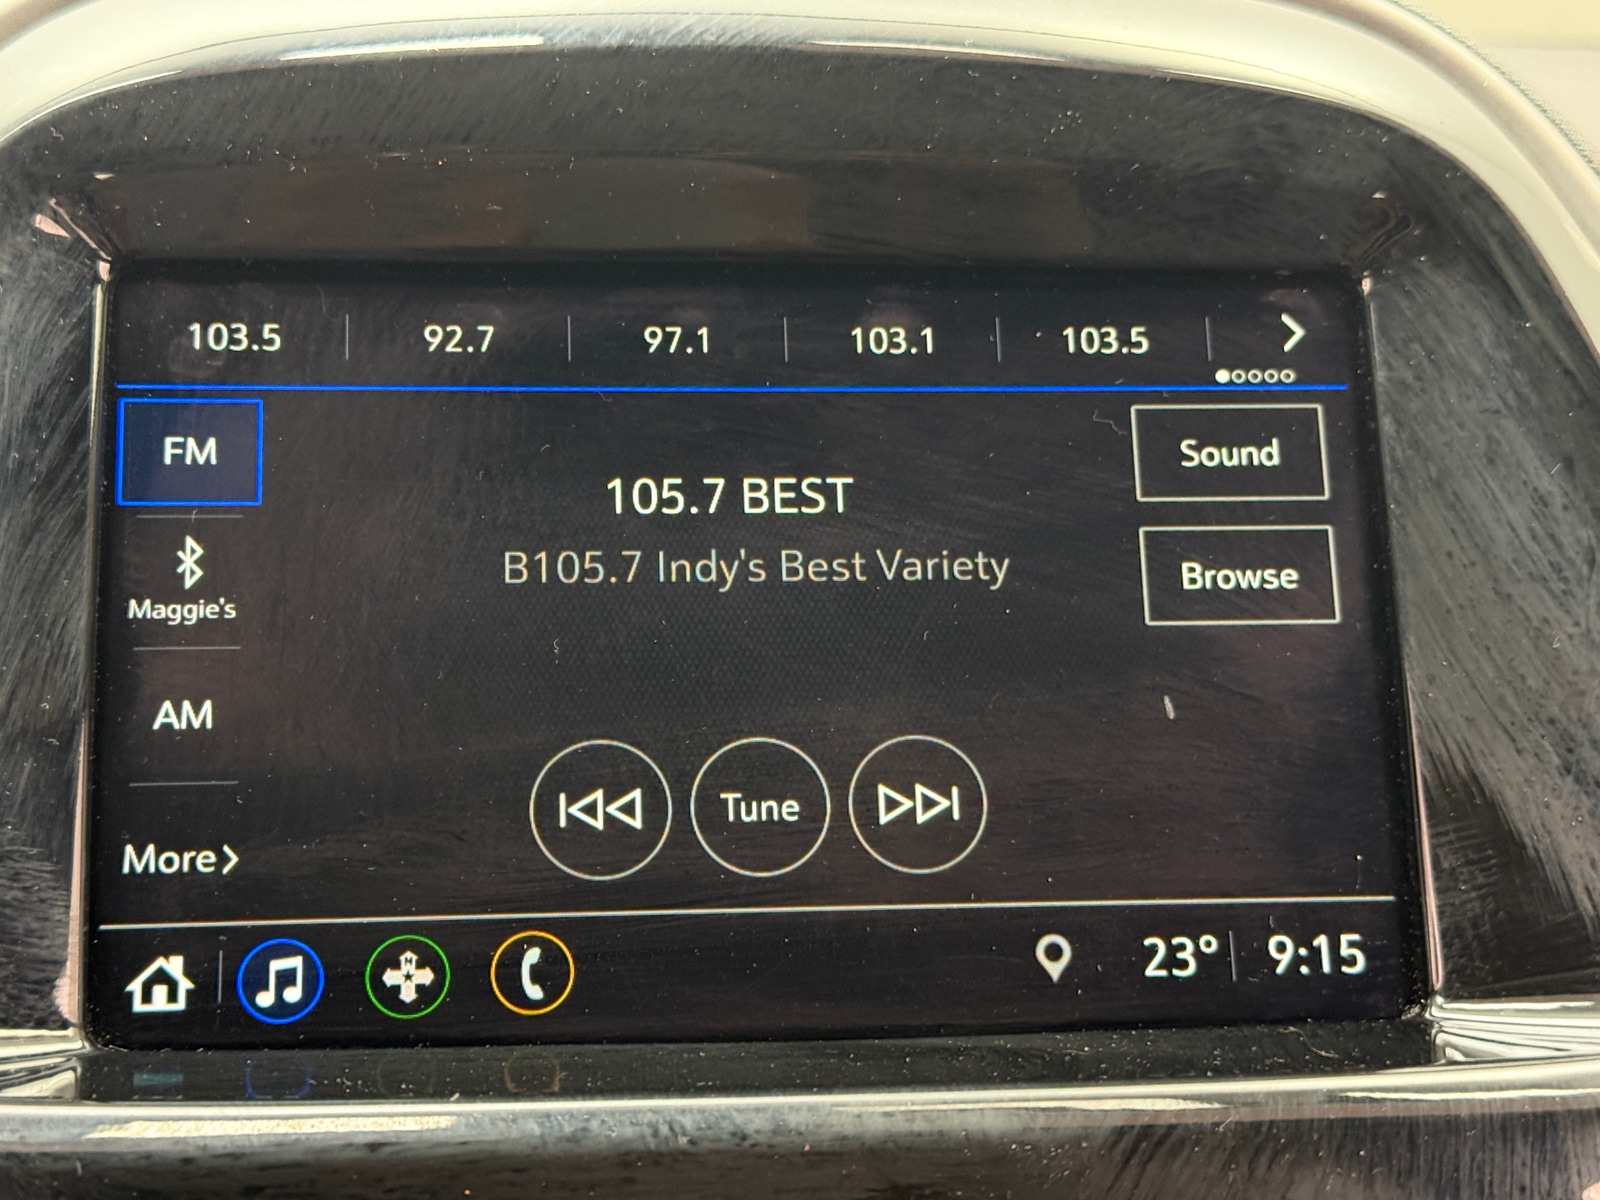 103.5 92.7 97.1 103.1 103.5
FM
Sound
105.7 BEST
B105.7 Indy's Best Variety
Browse
Maggie's
AM
Tune
More
23° 9:15